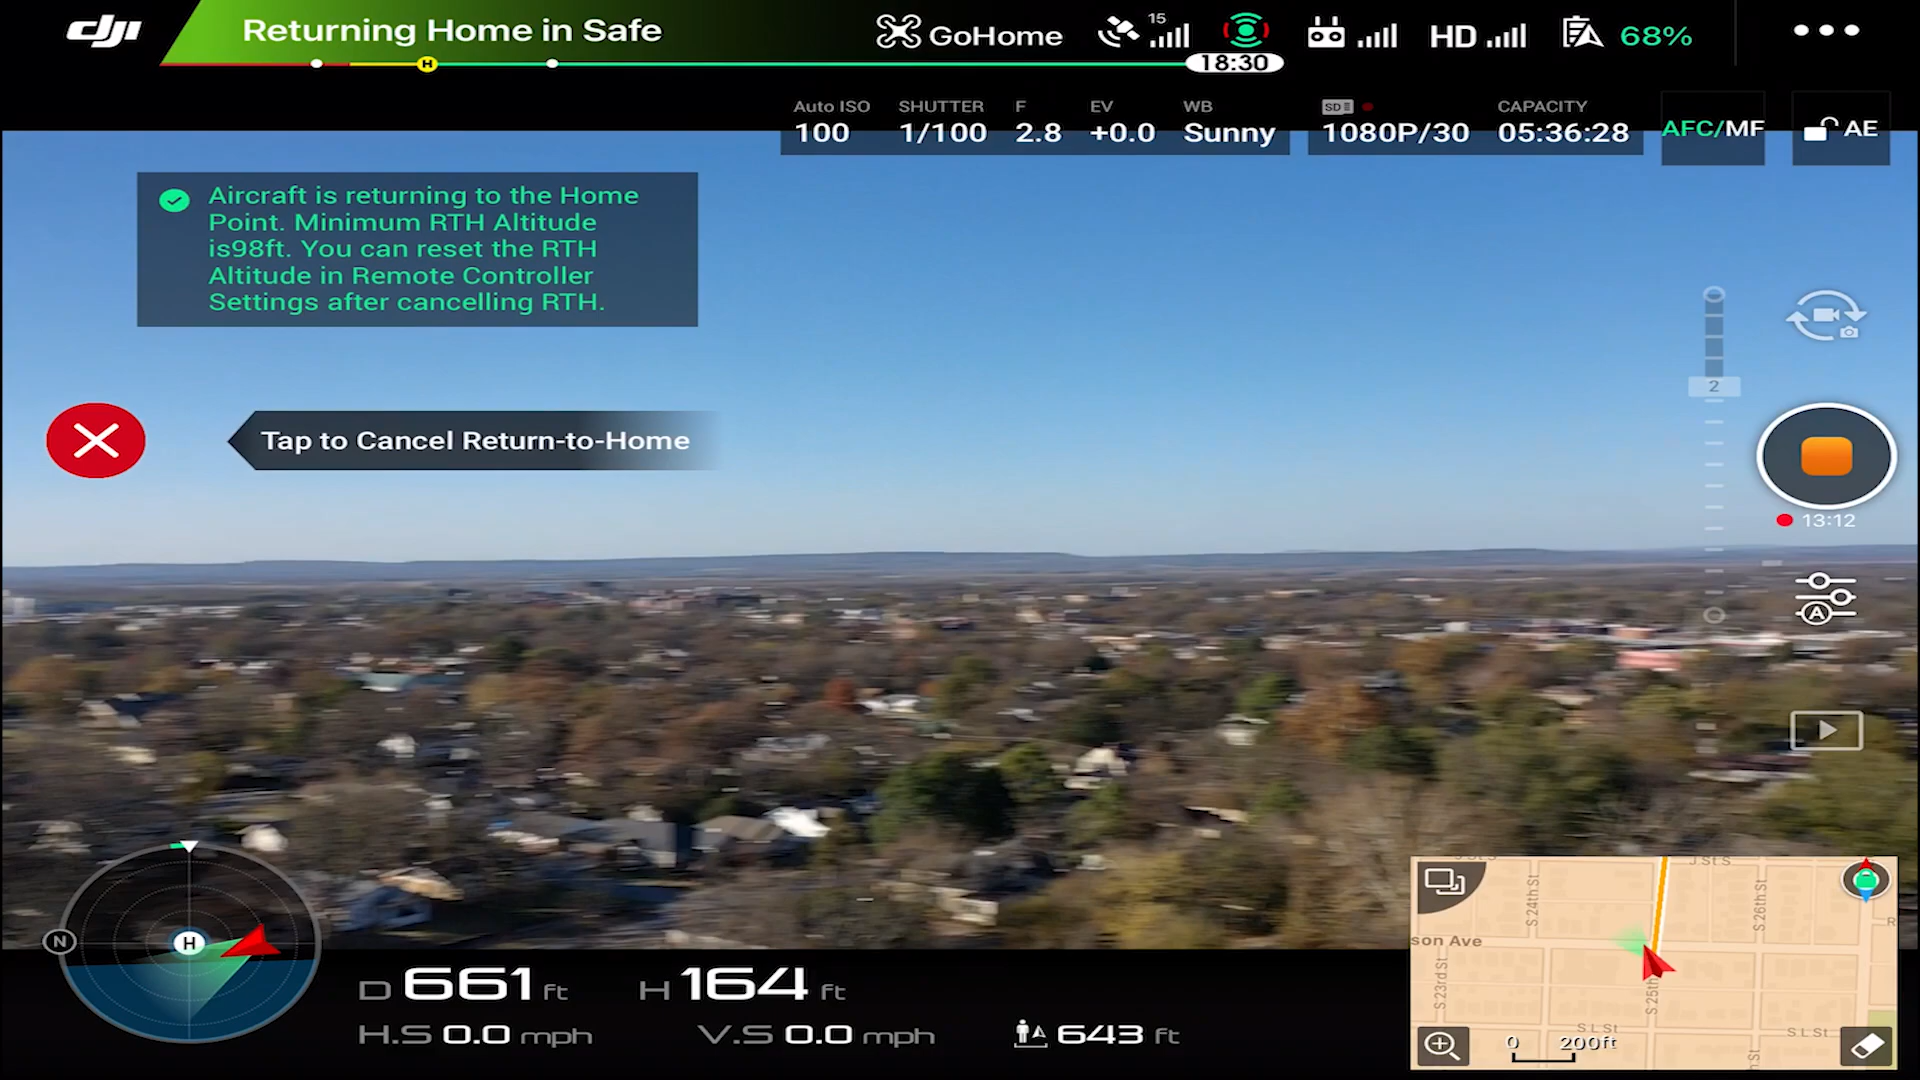 dji
Returning Home in Safe
GoHome
15
HD
68%
H
18:30
Auto ISO
100
SHUTTER
1/100
F
2.8
EV
+0.0
WB
Sunny
SD
1080P/30
CAPACITY
05:36:28
AFC/MF
AE
Aircraft is returning to the Home
Point. Minimum RTH Altitude
is98ft. You can reset the RTH
Altitude in Remote Controller
Settings after cancelling RTH.
Tap to Cancel Return-to-Home
2
13:12
A
N
H
D 661 ft
H 164 ft
H.S 0.0 mph
V.S 0.0 mph
643 ft
J St S
S 24th St
S 26th St
son Ave
S 23rd St
S 25th
S L St
S L St
0 200ft